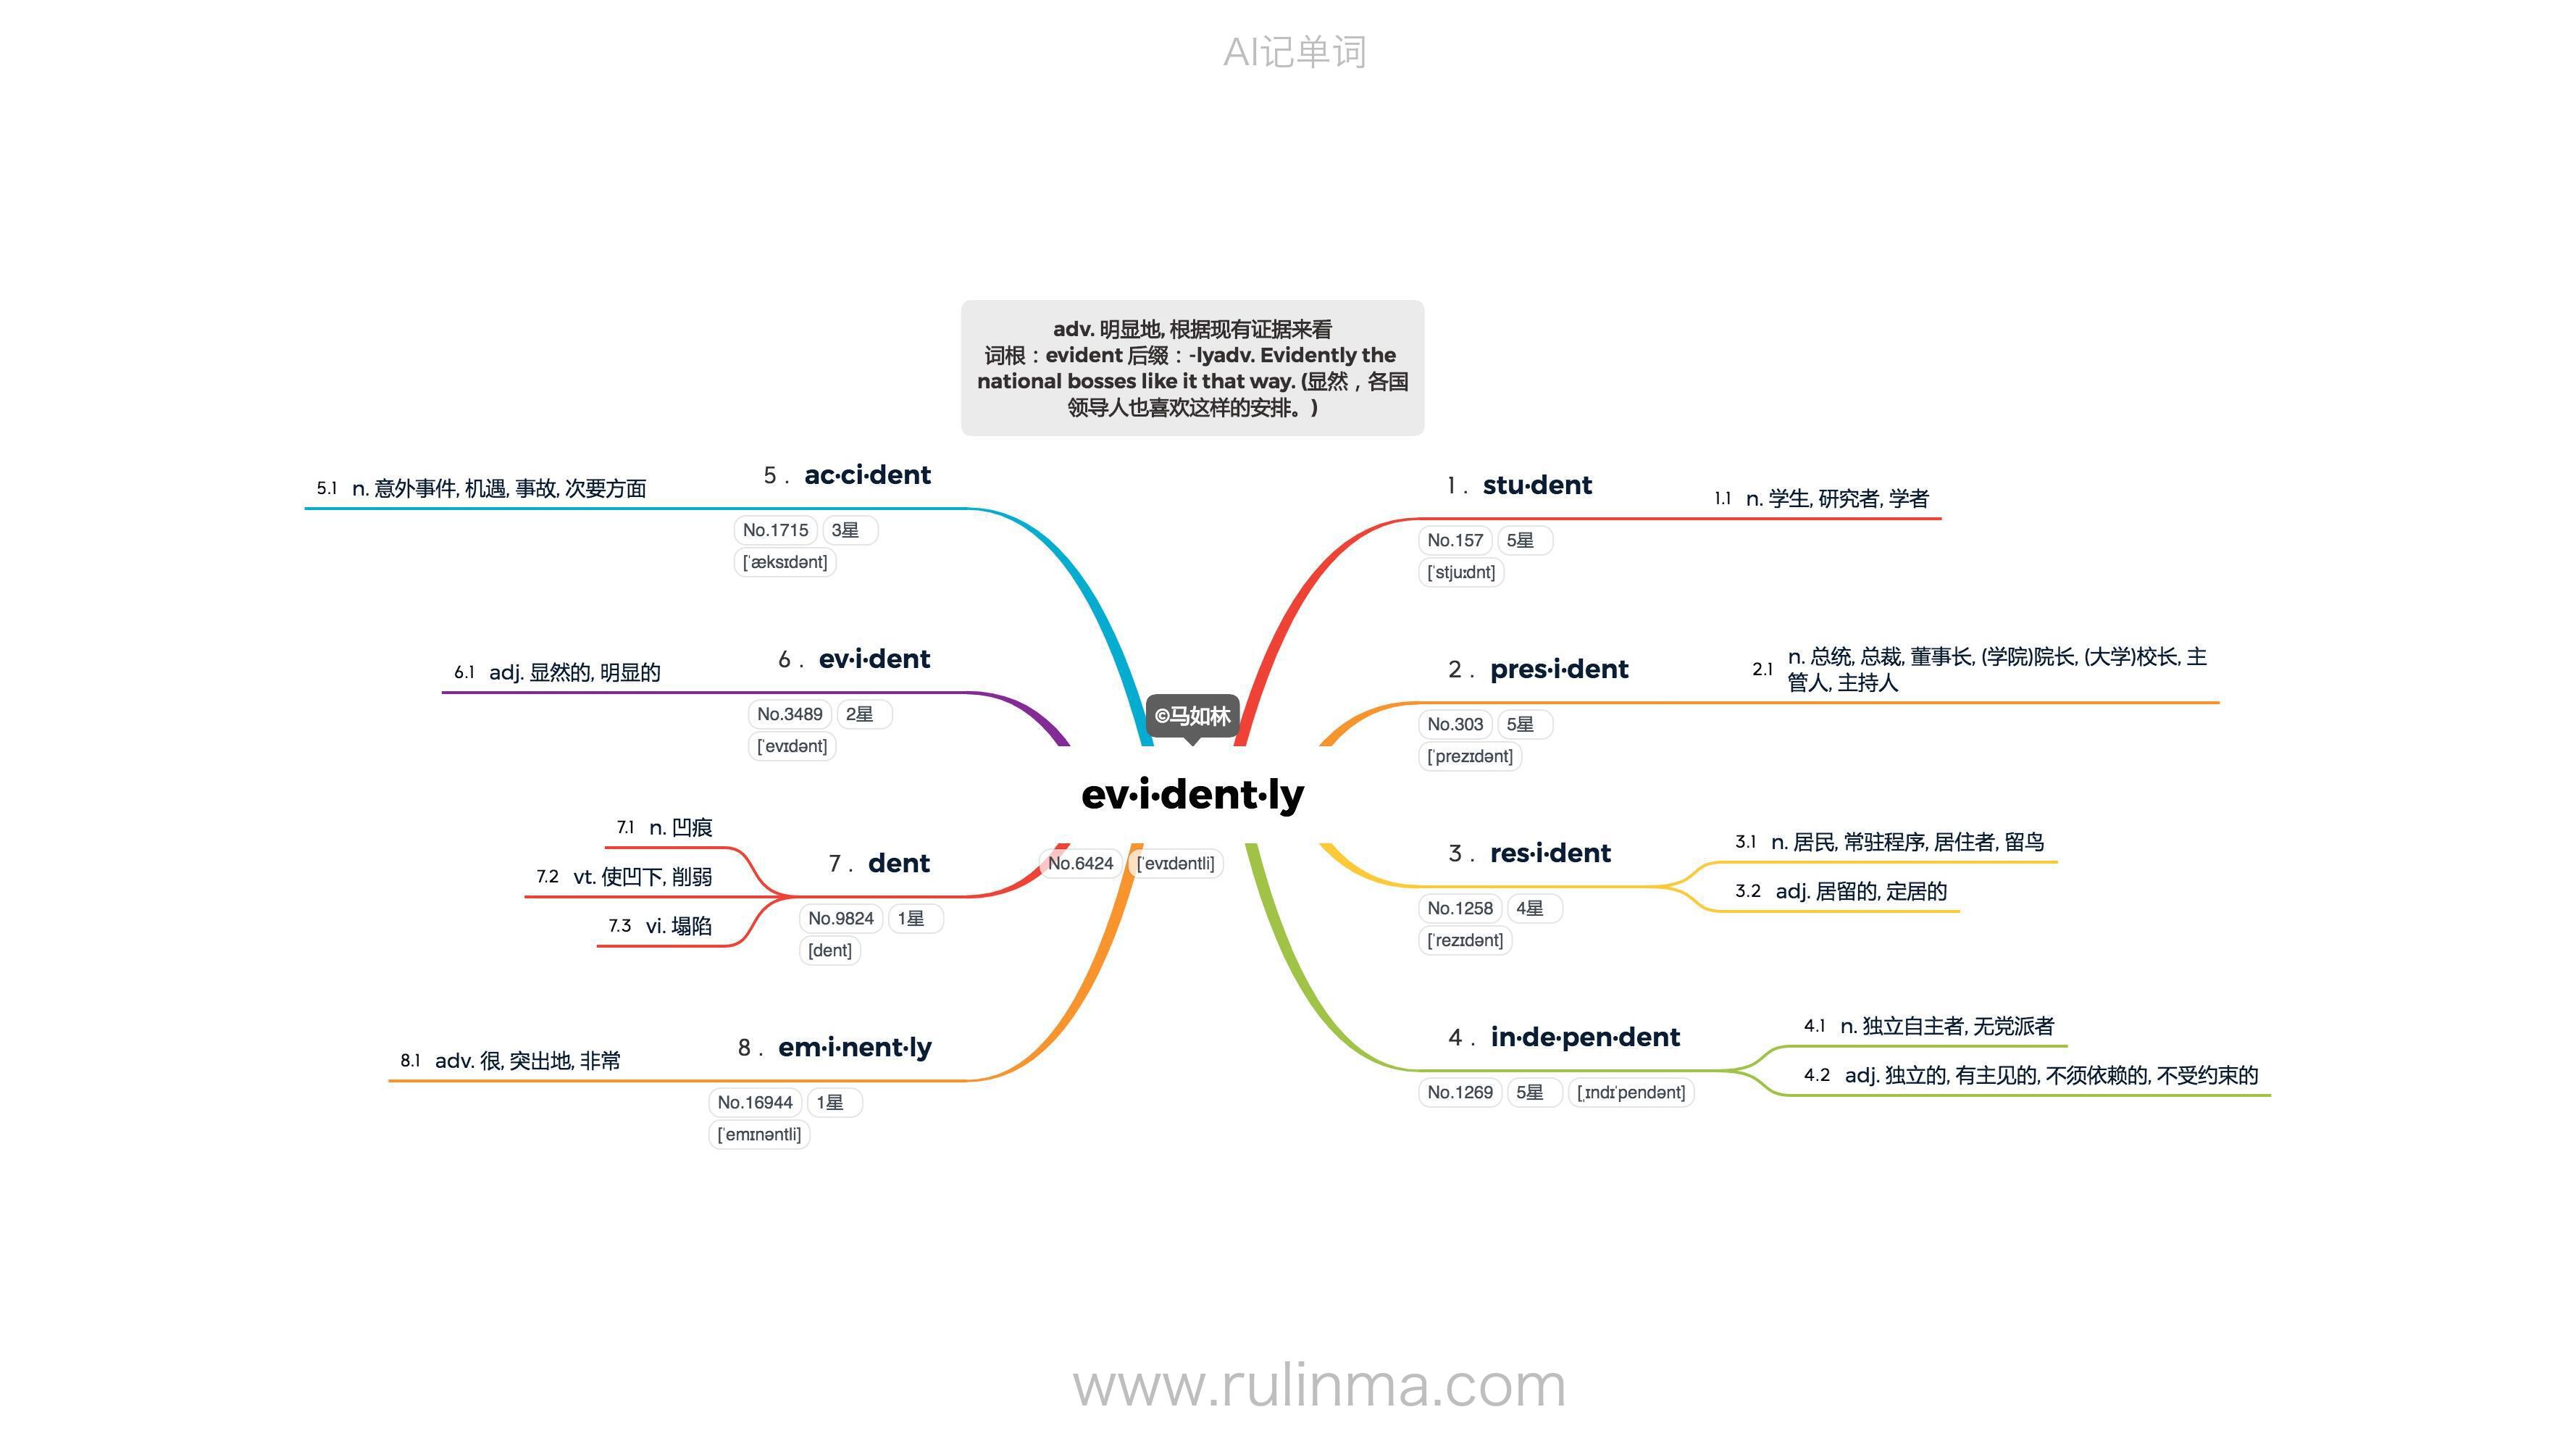 AI记单词
adv. 明显地, 根据现有证据来看
词根：evident 后缀：-lyadv. Evidently the
national bosses like it that way. (显然，各国
领导人也喜欢这样的安排。)
©马如林
ev·i·dent·ly
No.6424 [ˈevɪdəntli]
1. stu·dent
No.157 5星
[ˈstjuːdnt]
1.1 n. 学生, 研究者, 学者
2. pres·i·dent
No.303 5星
[ˈprezɪdənt]
2.1 n. 总统, 总裁, 董事长, (学院)院长, (大学)校长, 主
管人, 主持人
3. res·i·dent
No.1258 4星
[ˈrezɪdənt]
3.1 n. 居民, 常驻程序, 居住者, 留鸟
3.2 adj. 居留的, 定居的
4. in·de·pen·dent
No.1269 5星 [ˌɪndɪˈpendənt]
4.1 n. 独立自主者, 无党派者
4.2 adj. 独立的, 有主见的, 不须依赖的, 不受约束的
5. ac·ci·dent
No.1715 3星
[ˈæksɪdənt]
5.1 n. 意外事件, 机遇, 事故, 次要方面
6. ev·i·dent
No.3489 2星
[ˈevɪdənt]
6.1 adj. 显然的, 明显的
7. dent
No.9824 1星
[dent]
7.1 n. 凹痕
7.2 vt. 使凹下, 削弱
7.3 vi. 塌陷
8. em·i·nent·ly
No.16944 1星
[ˈemɪnəntli]
8.1 adv. 很, 突出地, 非常
www.rulinma.com